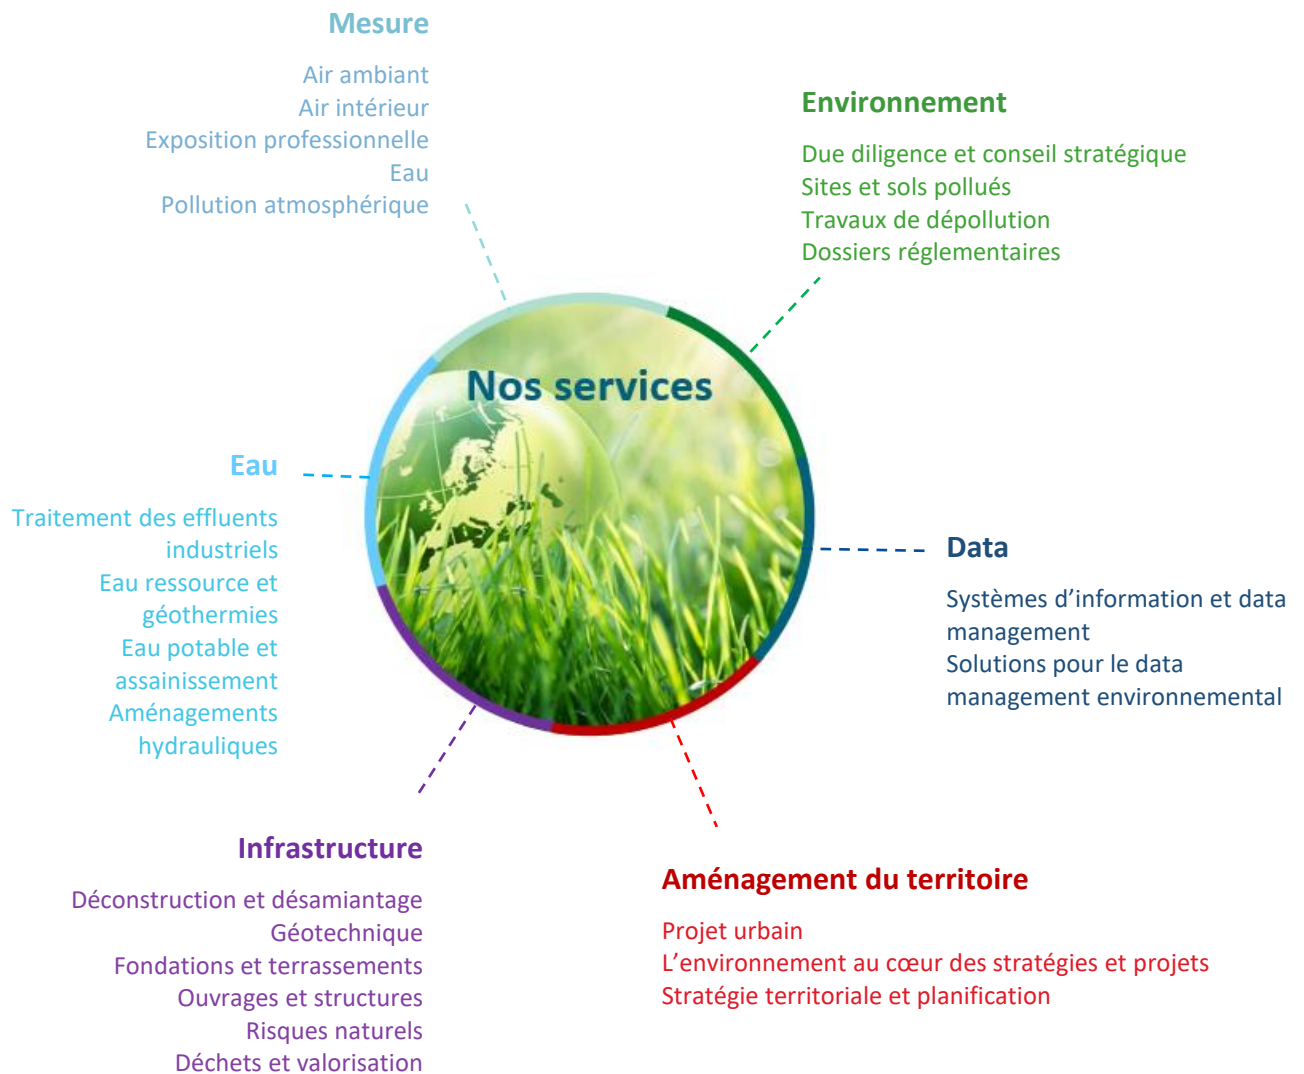 Mesure
Air ambiant
Air intérieur
Exposition professionnelle
Eau
Pollution atmosphérique
Environnement
Due diligence et conseil stratégique
Sites et sols pollués
Travaux de dépollution
Dossiers réglementaires
Nos services
Eau
Traitement des effluents
industriels
Eau ressource et
géothermies
Eau potable et
assainissement
Aménagements
hydrauliques
Data
Systèmes d’information et data
management
Solutions pour le data
management environnemental
Infrastructure
Déconstruction et désamiantage
Géotechnique
Fondations et terrassements
Ouvrages et structures
Risques naturels
Déchets et valorisation
Aménagement du territoire
Projet urbain
L’environnement au cœur des stratégies et projets
Stratégie territoriale et planification